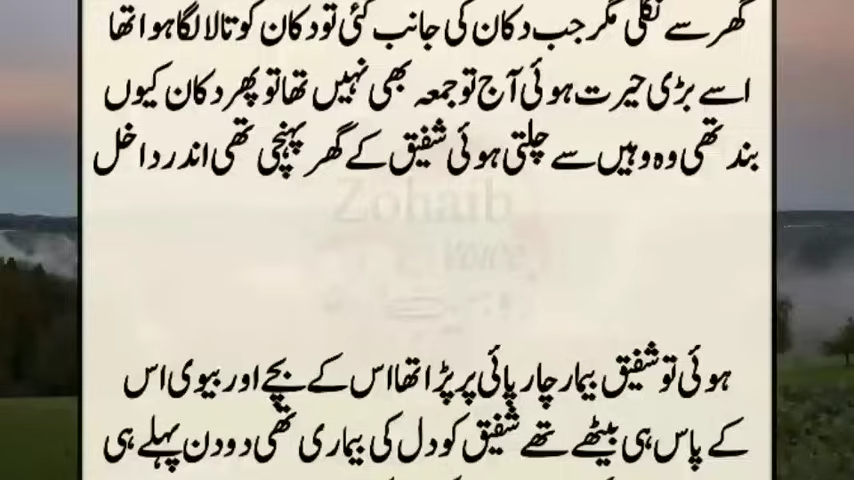 گھر سے نکلی مگر جب دکان کی جانب گئی تو دکان کو تالا لگا ہوا تھا
اسے بڑی حیرت ہوئی آج تو جمعہ بھی نہیں تھا تو پھر دکان کیوں
بند تھی وہ وہیں سے چلتی ہوئی شفیق کے گھر پہنچی تھی اندر داخل
Zohaib
Voice
ہوئی تو شفیق بیمار چارپائی پر پڑا تھا اس کے بچے اور بیوی اس
کے پاس ہی بیٹھے تھے شفیق کو دل کی بیماری تھی دو دن پہلے ہی